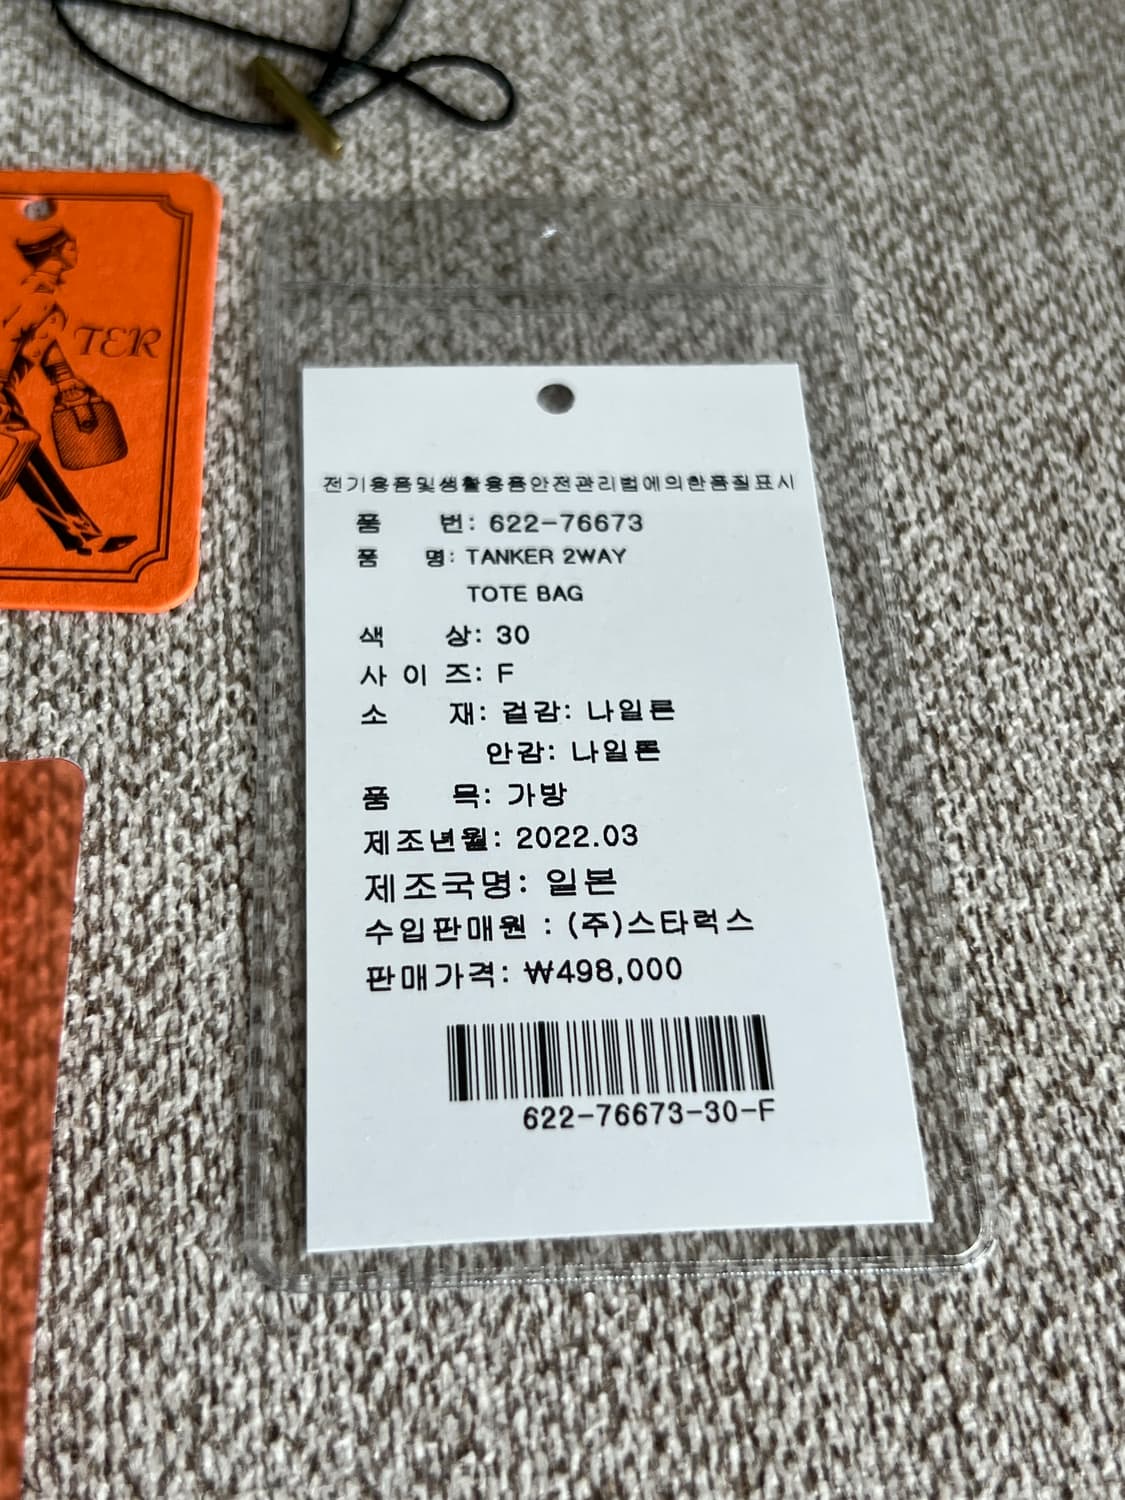 TER
전기용품및생활용품안전관리법에의한품질표시
품 번: 622-76673
품 명: TANKER 2WAY
TOTE BAG
색 상: 30
사 이 즈: F
소 재: 겉감: 나일론
안감: 나일론
품 목: 가방
제조년월: 2022.03
제조국명: 일본
수입판매원 : (주)스타럭스
판매가격: ₩498,000
622-76673-30-F